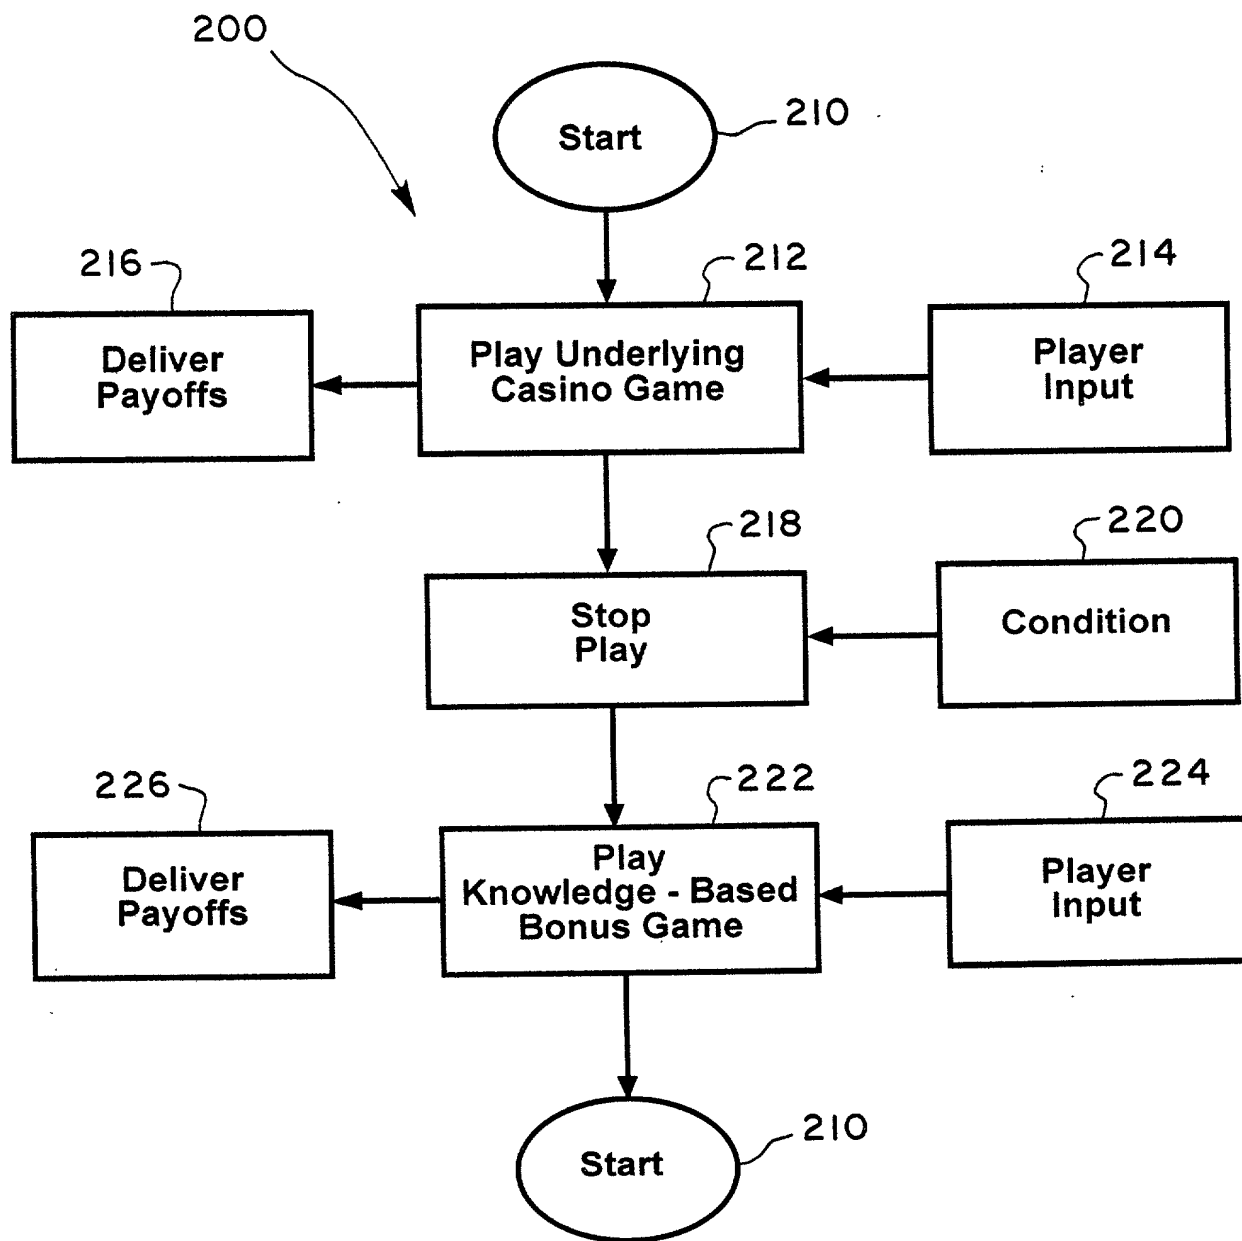 200
210
Start
216
212
214
Deliver
Payoffs
Play Underlying
Casino Game
Player
Input
218
220
Stop
Play
Condition
226
222
224
Deliver
Payoffs
Play
Knowledge - Based
Bonus Game
Player
Input
210
Start